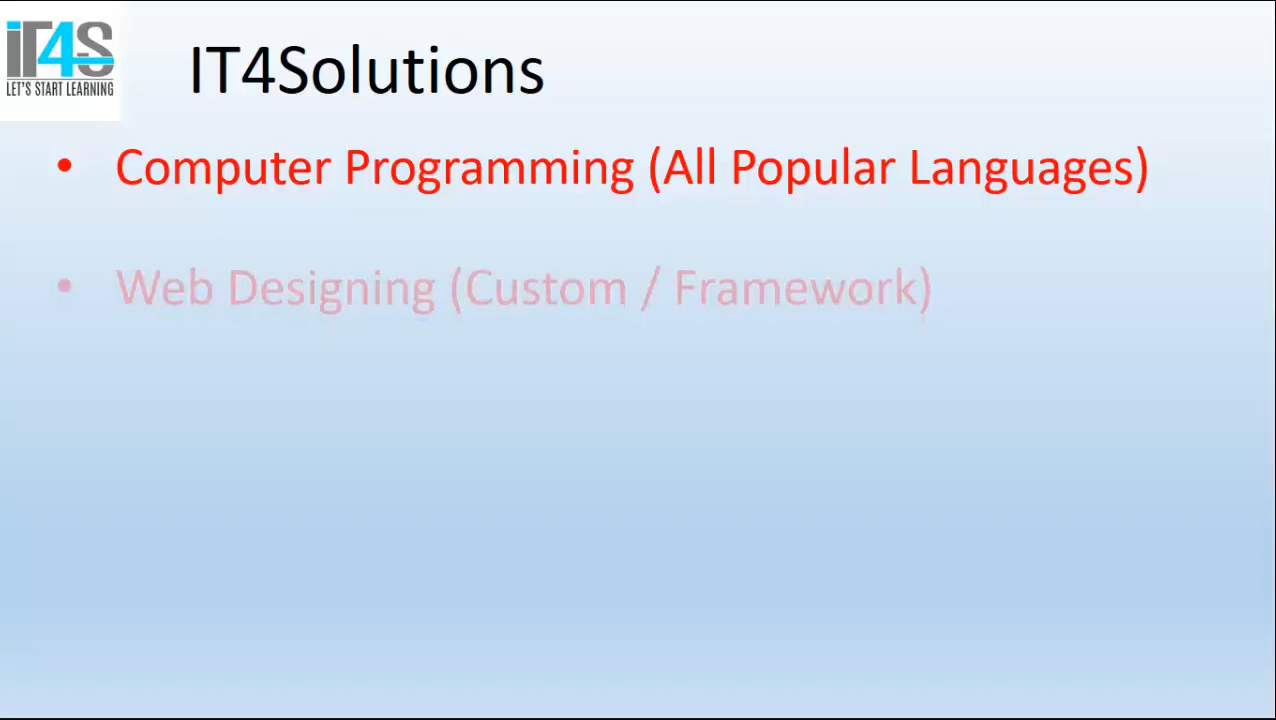 iT4S
LET'S START LEARNING
IT4Solutions
• Computer Programming (All Popular Languages)
• Web Designing (Custom / Framework)